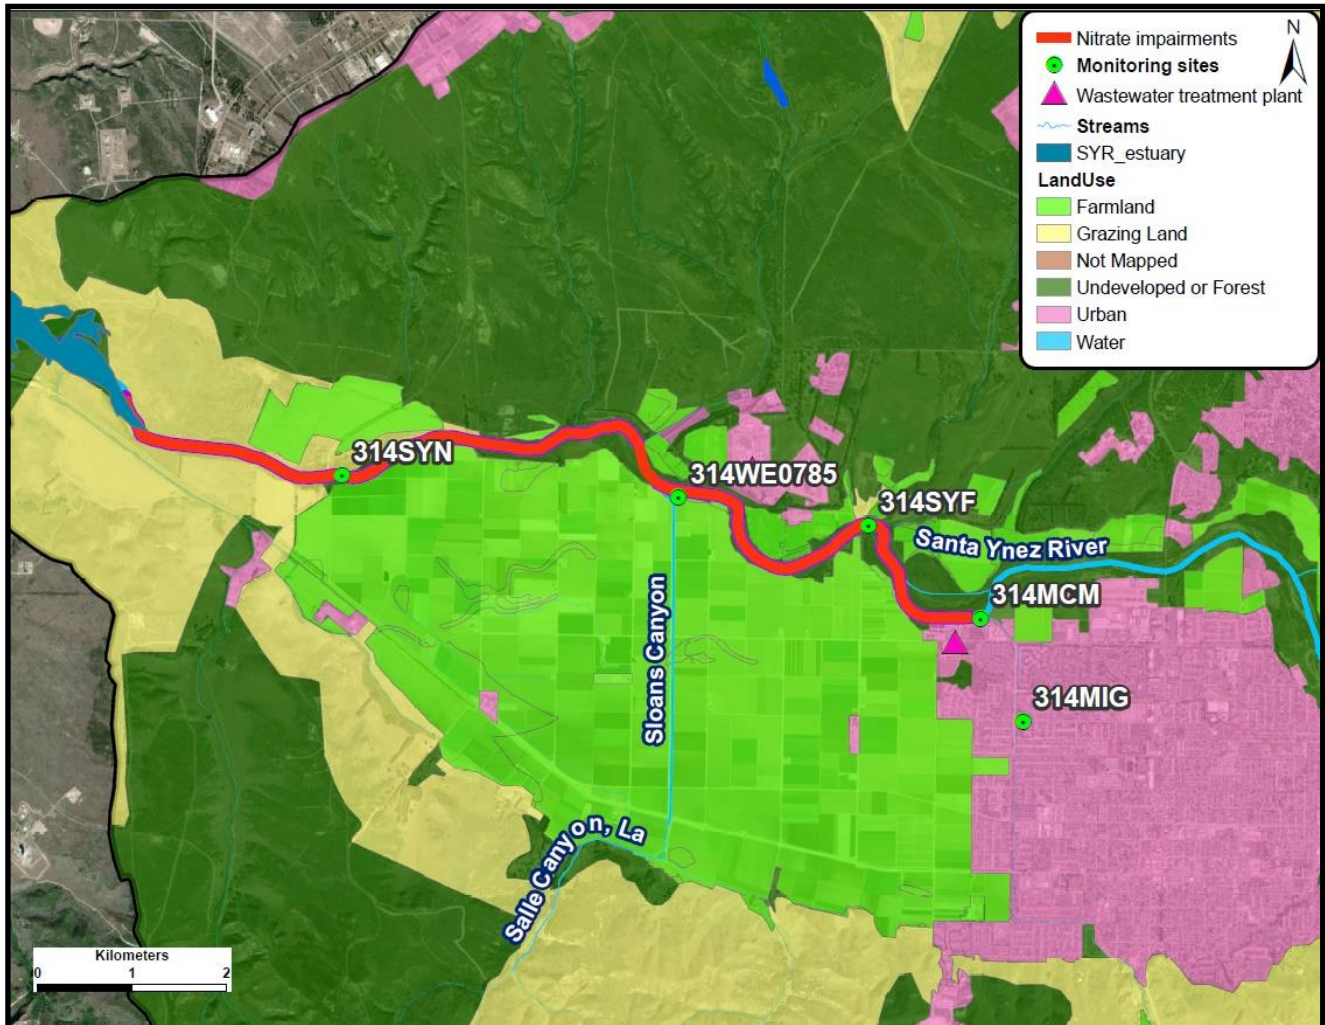 N
Nitrate impairments
Monitoring sites
Wastewater treatment plant
Streams
SYR_estuary
LandUse
Farmland
Grazing Land
Not Mapped
Undeveloped or Forest
Urban
Water
314SYN
314WE0785
314SYF
Santa Ynez River
314MCM
Sloans Canyon
314MIG
Salle Canyon, La
Kilometers
0 1 2